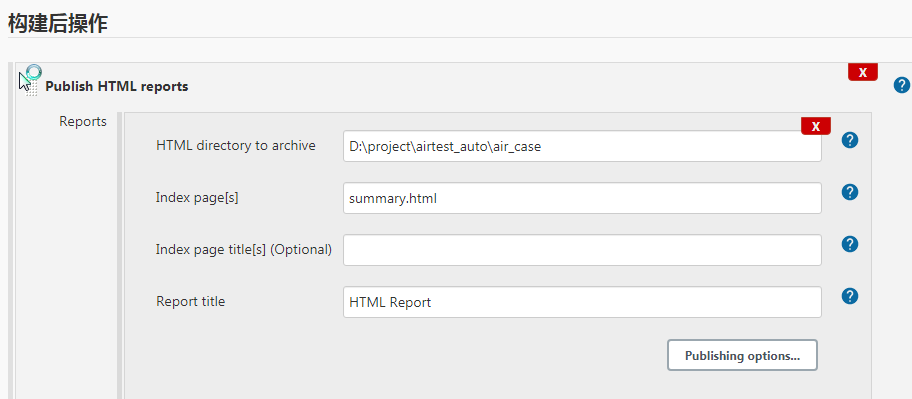 构建后操作
X
Publish HTML reports
?
Reports
X
HTML directory to archive
D:\project\airtest_auto\air_case
?
Index page[s]
summary.html
?
Index page title[s] (Optional)
?
Report title
HTML Report
?
Publishing options...